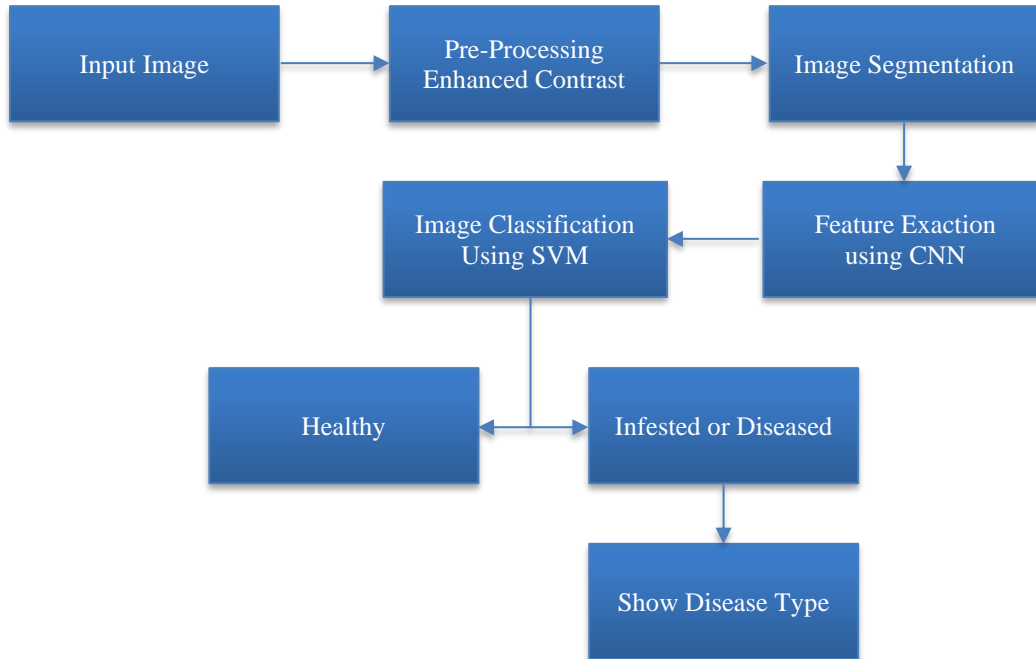 Input Image
Pre-Processing
Enhanced Contrast
Image Segmentation
Feature Exaction
using CNN
Image Classification
Using SVM
Healthy
Infested or Diseased
Show Disease Type